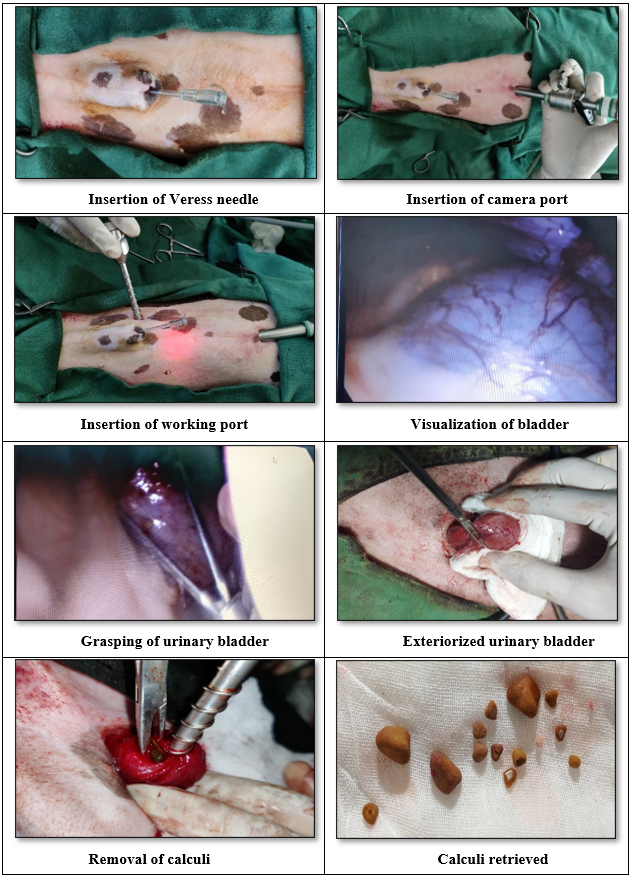 Insertion of Veress needle
Insertion of camera port
Insertion of working port
Visualization of bladder
Grasping of urinary bladder
Exteriorized urinary bladder
Removal of calculi
Calculi retrieved